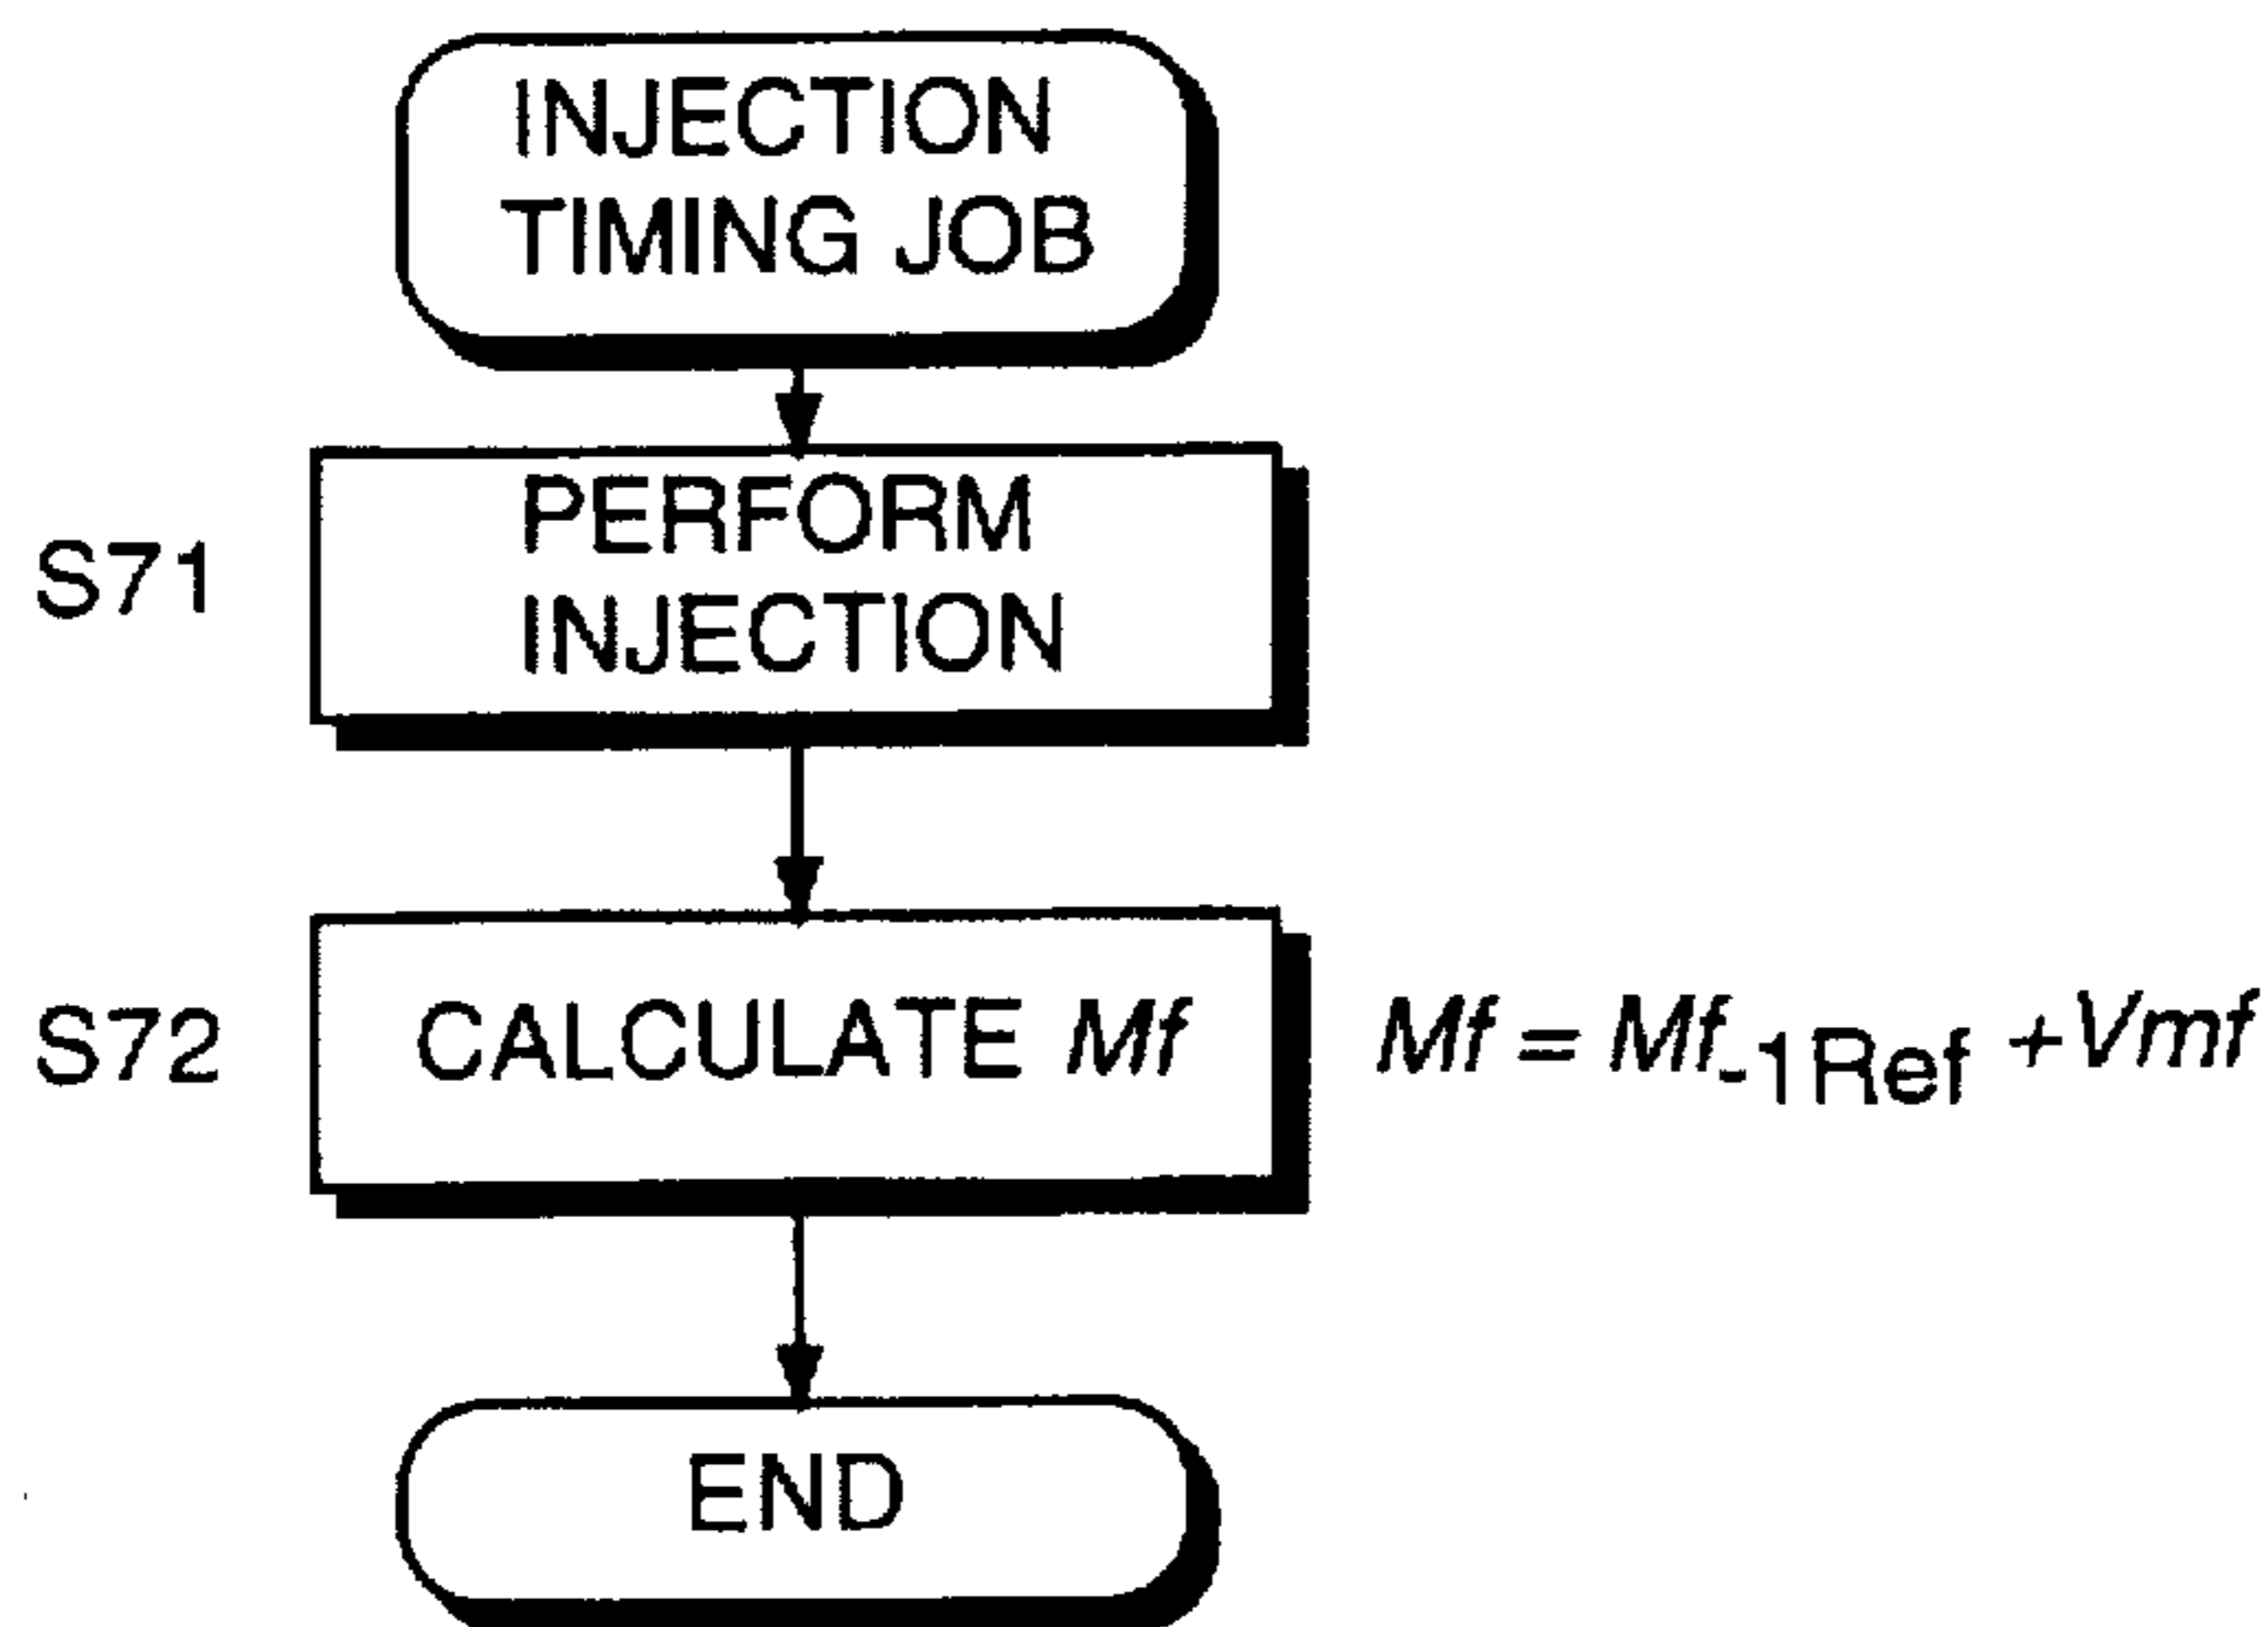 INJECTION
TIMING JOB
S71
PERFORM
INJECTION
S72
CALCULATE Mf
Mf = Mf-1Ref +Vmf
END